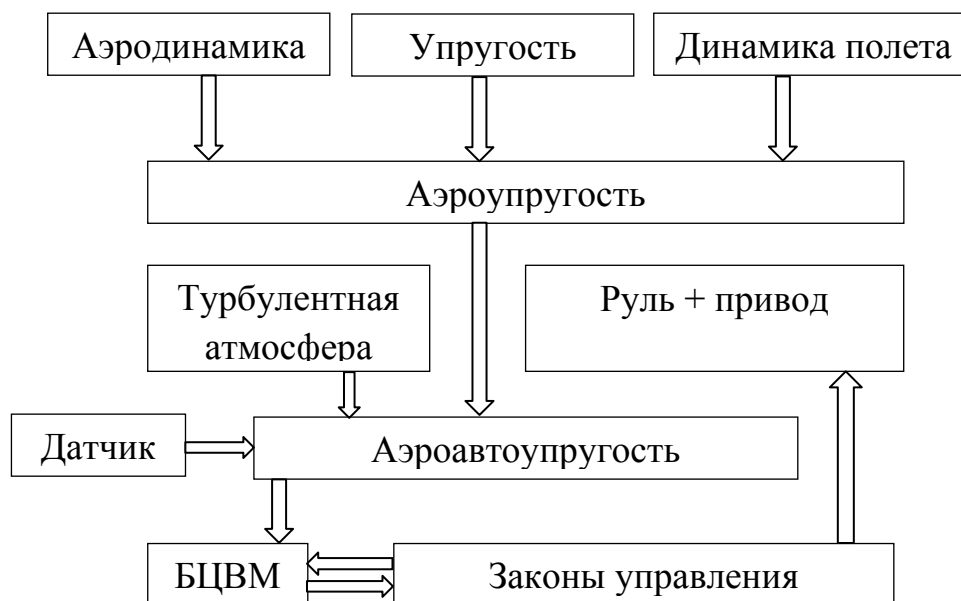 Аэродинамика
Упругость
Динамика полета
Аэроупругость
Турбулентная
атмосфера
Руль + привод
Датчик
Аэроавтоупругость
БЦВМ
Законы управления